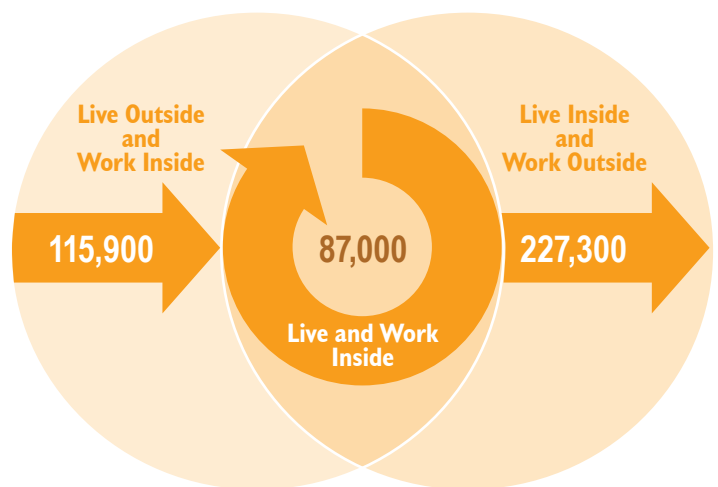 Live Outside
and
Work Inside
115,900
87,000
Live and Work
Inside
Live Inside
and
Work Outside
227,300